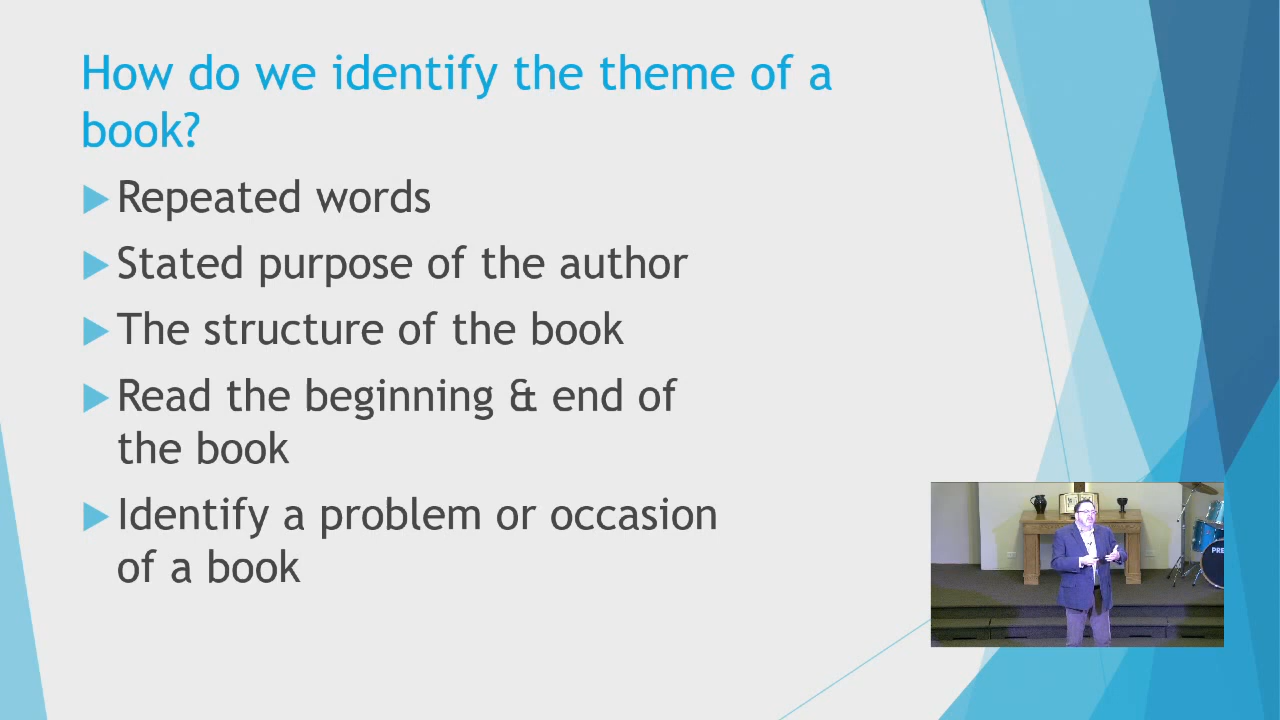 How do we identify the theme of a
book?
Repeated words
Stated purpose of the author
The structure of the book
Read the beginning & end of
the book
Identify a problem or occasion
of a book
PRE